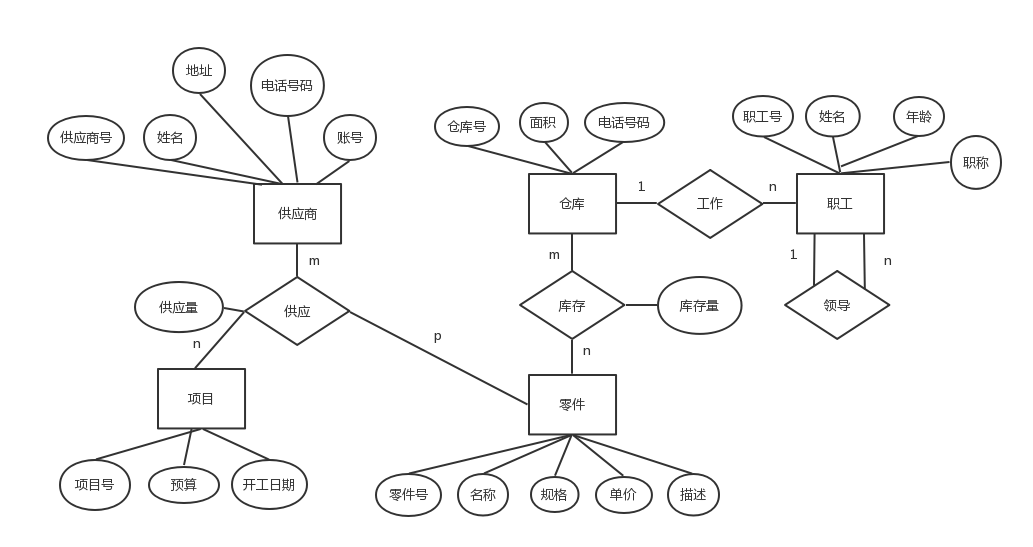 地址
电话号码
供应商号
姓名
账号
供应商
m
供应量
供应
n
p
项目
项目号
预算
开工日期
仓库号
面积
电话号码
仓库
1
工作
n
m
库存
库存量
n
零件
零件号
名称
规格
单价
描述
职工号
姓名
年龄
职称
职工
1
n
领导